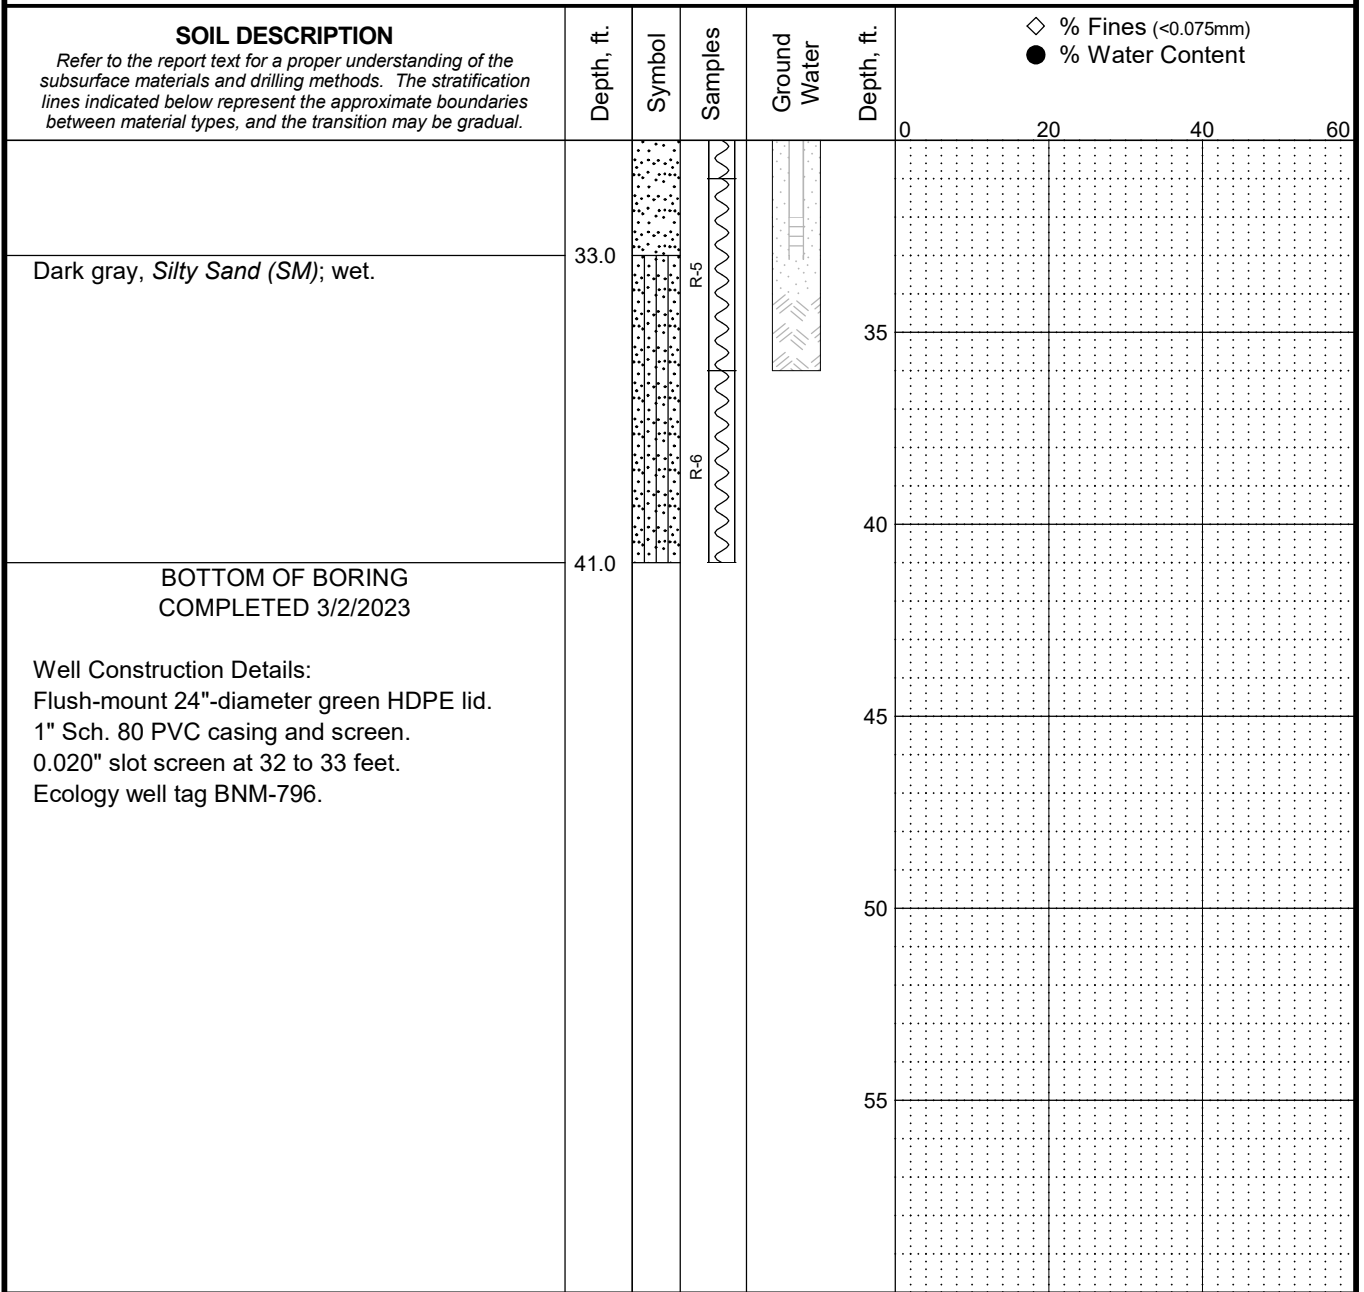 SOIL DESCRIPTION
Refer to the report text for a proper understanding of the
subsurface materials and drilling methods. The stratification
lines indicated below represent the approximate boundaries
between material types, and the transition may be gradual.
Depth, ft.
Symbol
Samples
Ground
Water
Depth, ft.
◇ % Fines (<0.075mm)
● % Water Content
0 20 40 60
33.0
Dark gray, Silty Sand (SM); wet.
R-5
35
R-6
40
41.0
BOTTOM OF BORING
COMPLETED 3/2/2023
Well Construction Details:
Flush-mount 24"-diameter green HDPE lid.
1" Sch. 80 PVC casing and screen.
0.020" slot screen at 32 to 33 feet.
Ecology well tag BNM-796.
45
50
55